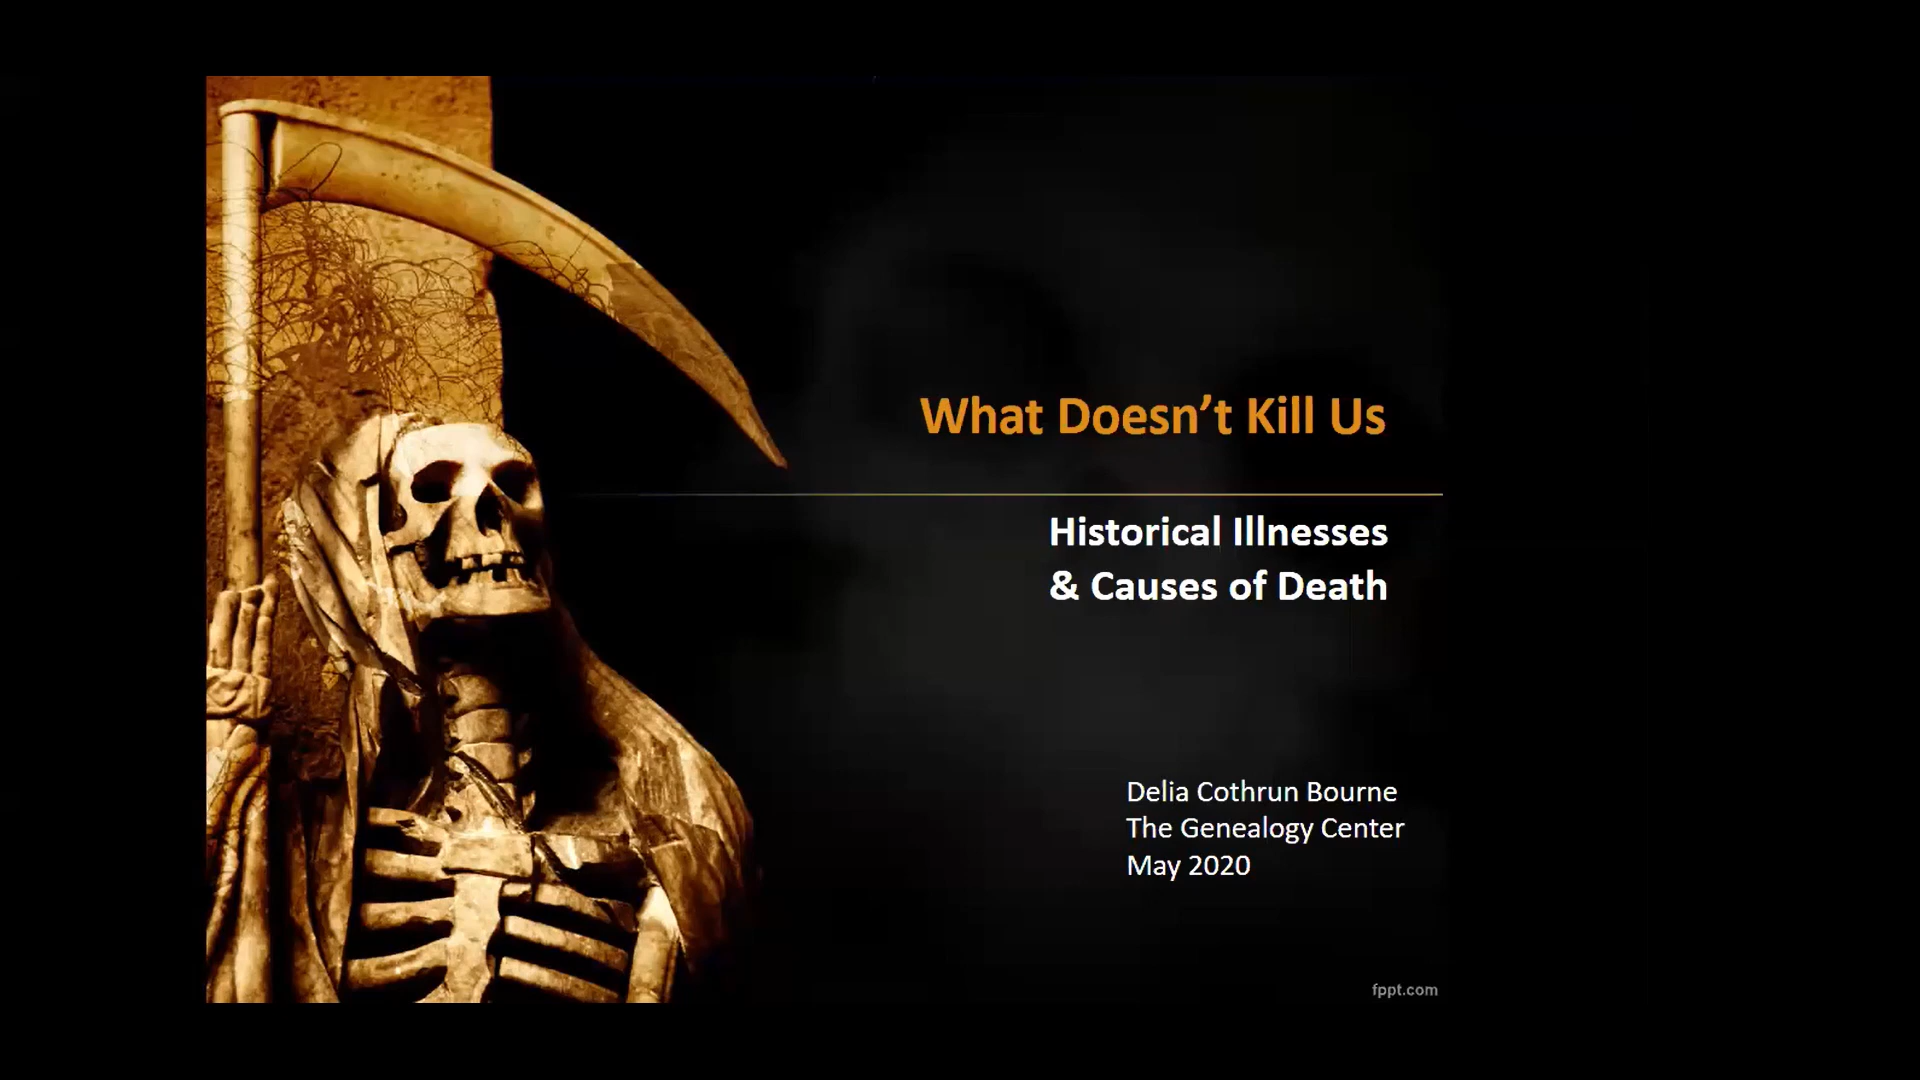 What Doesn’t Kill Us
Historical Illnesses
& Causes of Death
Delia Cothrun Bourne
The Genealogy Center
May 2020
fppt.com